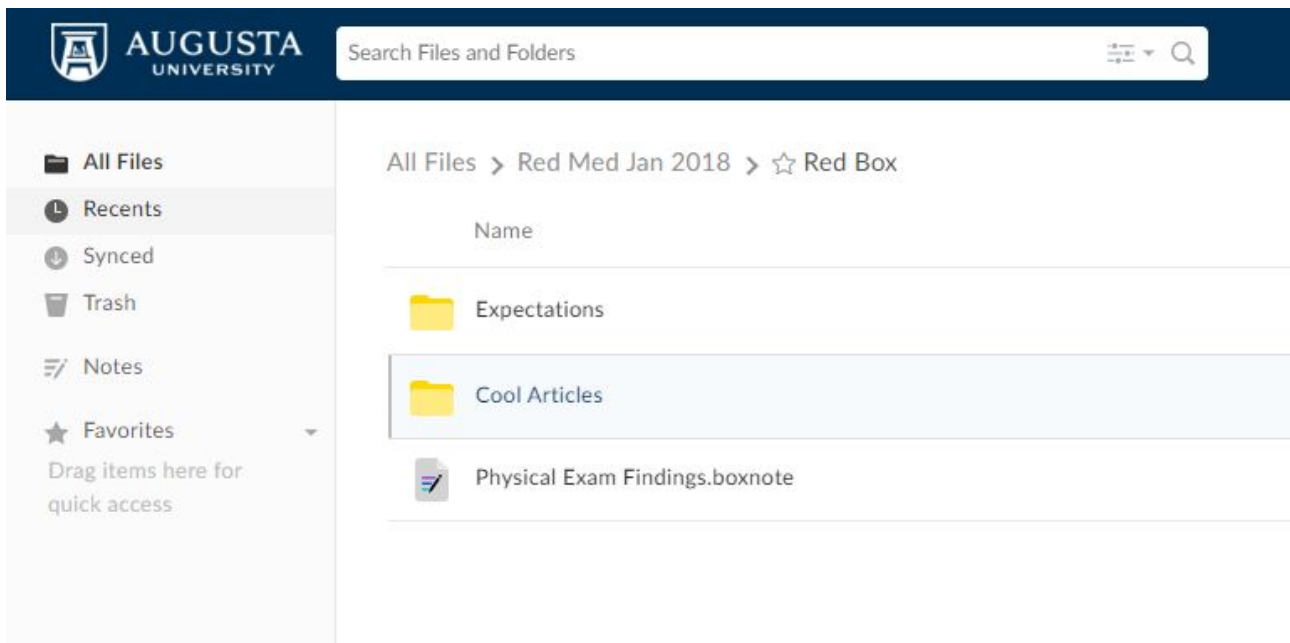 AUGUSTA
UNIVERSITY
Search Files and Folders
All Files
Recents
Synced
Trash
Notes
Favorites
Drag items here for
quick access
All Files > Red Med Jan 2018 > ☆ Red Box
Name
Expectations
Cool Articles
Physical Exam Findings.boxnote